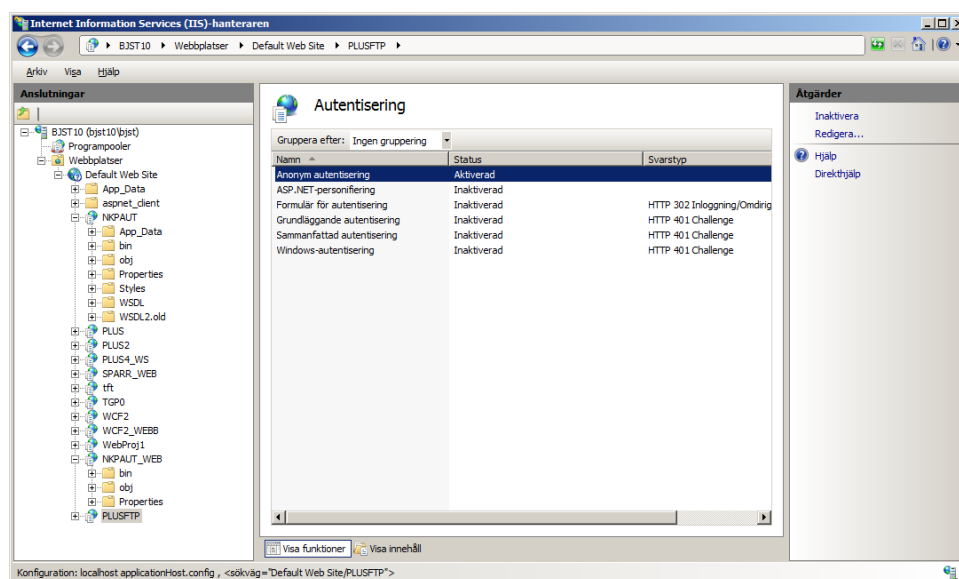 Internet Information Services (IIS)-hanteraren
BJST10 Webbplatser Default Web Site PLUSFTP
Arkiv Visa Hjälp
Anslutningar
BJST10 (bjst10\bjst)
Programpooler
Webbplatser
Default Web Site
App_Data
aspnet_client
NKPAUT
App_Data
bin
obj
Properties
Styles
WSDL
WSDL2.old
PLUS
PLUS2
PLUS4_WS
SPARR_WEB
tft
TGP0
WCF2
WCF2_WEBB
WebProj1
NKPAUT_WEB
bin
obj
Properties
PLUSFTP
Autentisering
Gruppera efter: Ingen gruppering
Namn Status Svarstyp
Anonym autentisering Aktiverad
ASP.NET-personifiering Inaktiverad
Formulär för autentisering Inaktiverad HTTP 302 Inloggning/Omdirig
Grundläggande autentisering Inaktiverad HTTP 401 Challenge
Sammanfattad autentisering Inaktiverad HTTP 401 Challenge
Windows-autentisering Inaktiverad HTTP 401 Challenge
Visa funktioner Visa innehåll
Åtgärder
Inaktivera
Redigera...
Hjälp
Direkthjälp
Konfiguration: localhost applicationHost.config , <sökväg="Default Web Site/PLUSFTP">